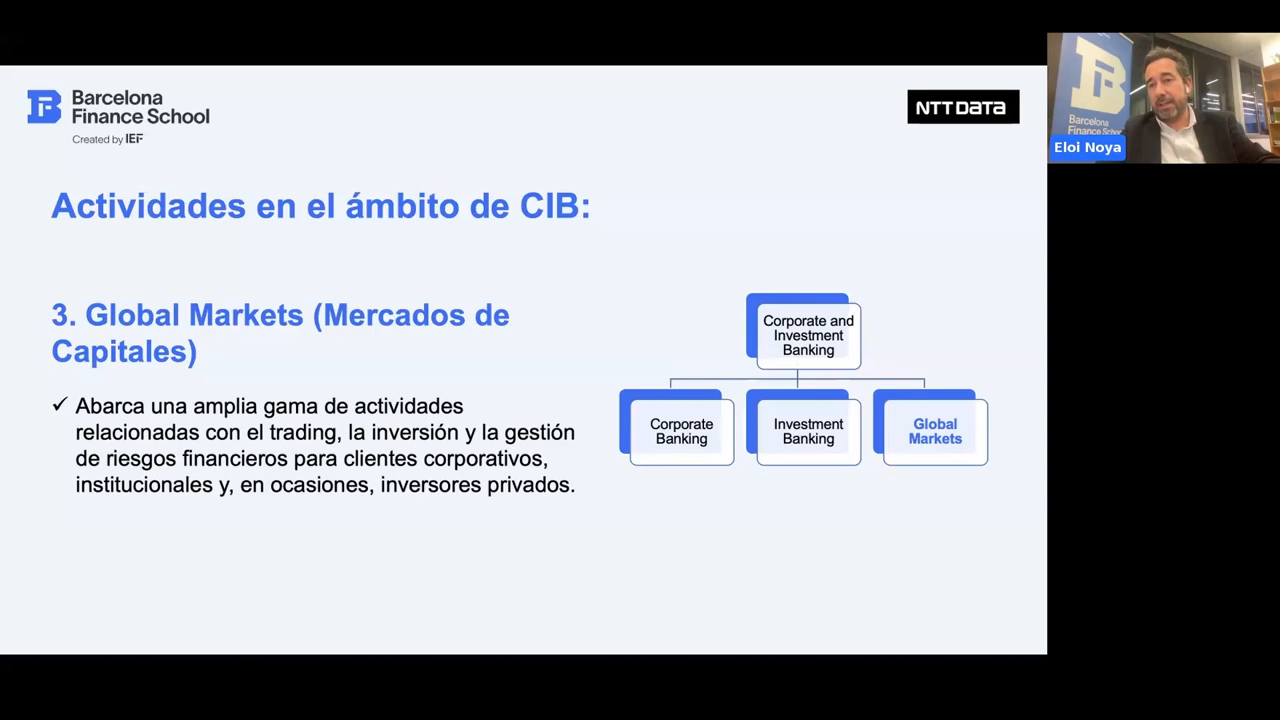 Barcelona
Finance School
Created by IEF
NTT DATA
Barcelona
Finance School
Eloi Noya
Actividades en el ámbito de CIB:
3. Global Markets (Mercados de
Capitales)
✓ Abarca una amplia gama de actividades
relacionadas con el trading, la inversión y la gestión
de riesgos financieros para clientes corporativos,
institucionales y, en ocasiones, inversores privados.
Corporate and
Investment
Banking
Corporate
Banking
Investment
Banking
Global
Markets